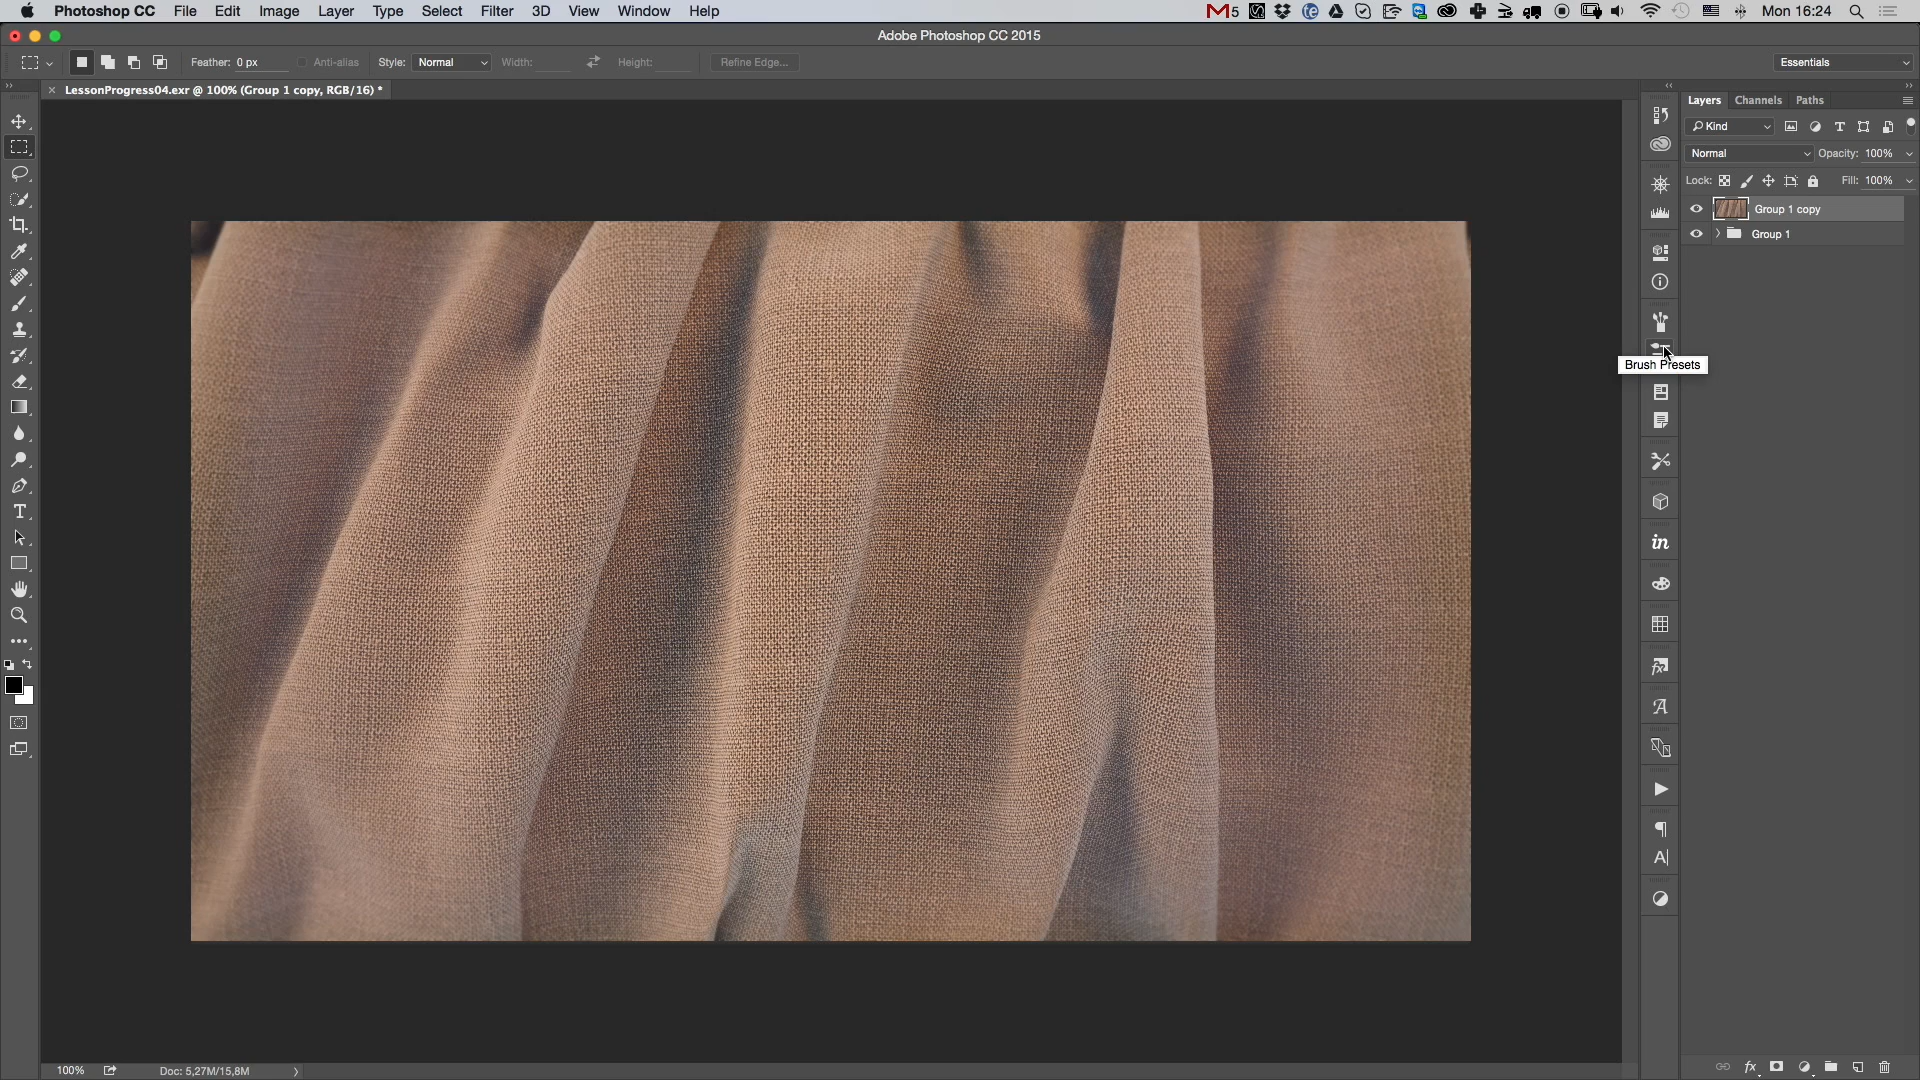 Photoshop CC File Edit Image Layer Type Select Filter 3D View Window Help 5 Mon 16:24
Adobe Photoshop CC 2015
Feather: 0 px Anti-alias Style: Normal Width: Height: Refine Edge... Essentials
LessonProgress04.exr @ 100% (Group 1 copy, RGB/16) *
Layers Channels Paths
Kind
Normal Opacity: 100%
Lock: Fill: 100%
Group 1 copy
Group 1
Brush Presets
100% Doc: 5,27M/15,8M